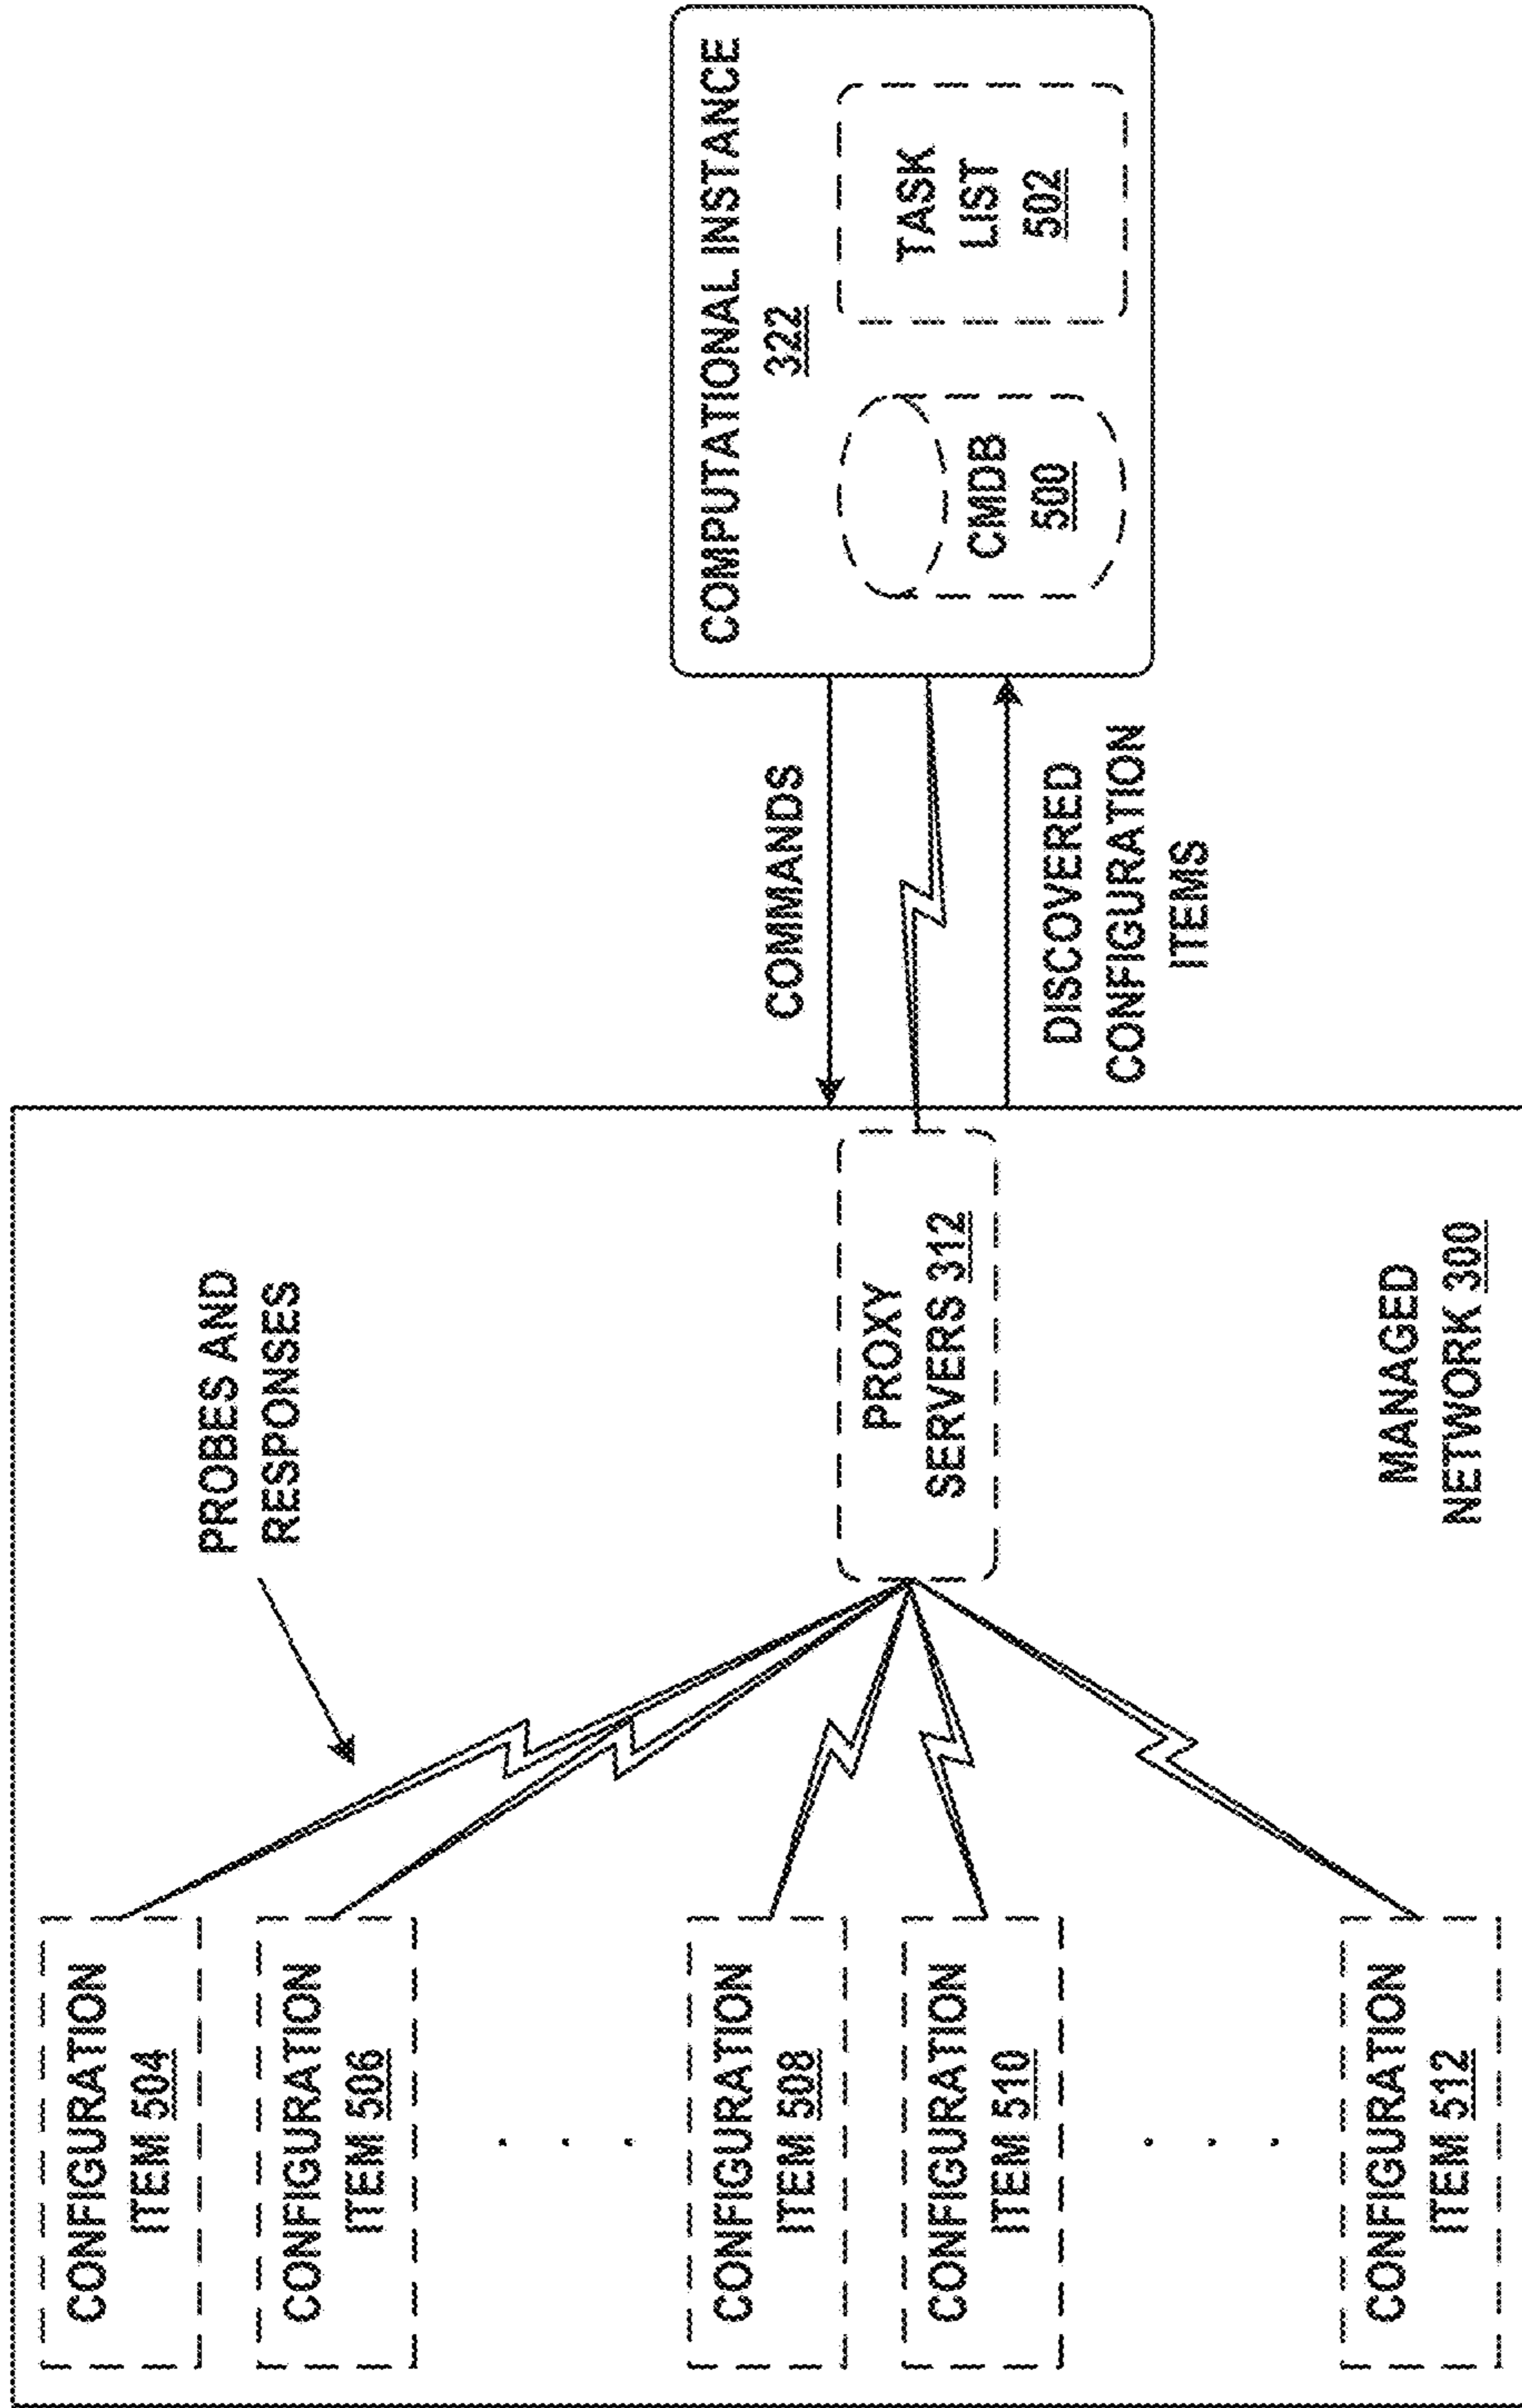 CONFIGURATION
ITEM 504
CONFIGURATION
ITEM 506
. . .
CONFIGURATION
ITEM 508
CONFIGURATION
ITEM 510
. . .
CONFIGURATION
ITEM 512
PROBES AND
RESPONSES
PROXY
SERVERS 312
MANAGED
NETWORK 300
COMMANDS
DISCOVERED
CONFIGURATION
ITEMS
COMPUTATIONAL INSTANCE
322
CMDB
500
TASK
LIST
502